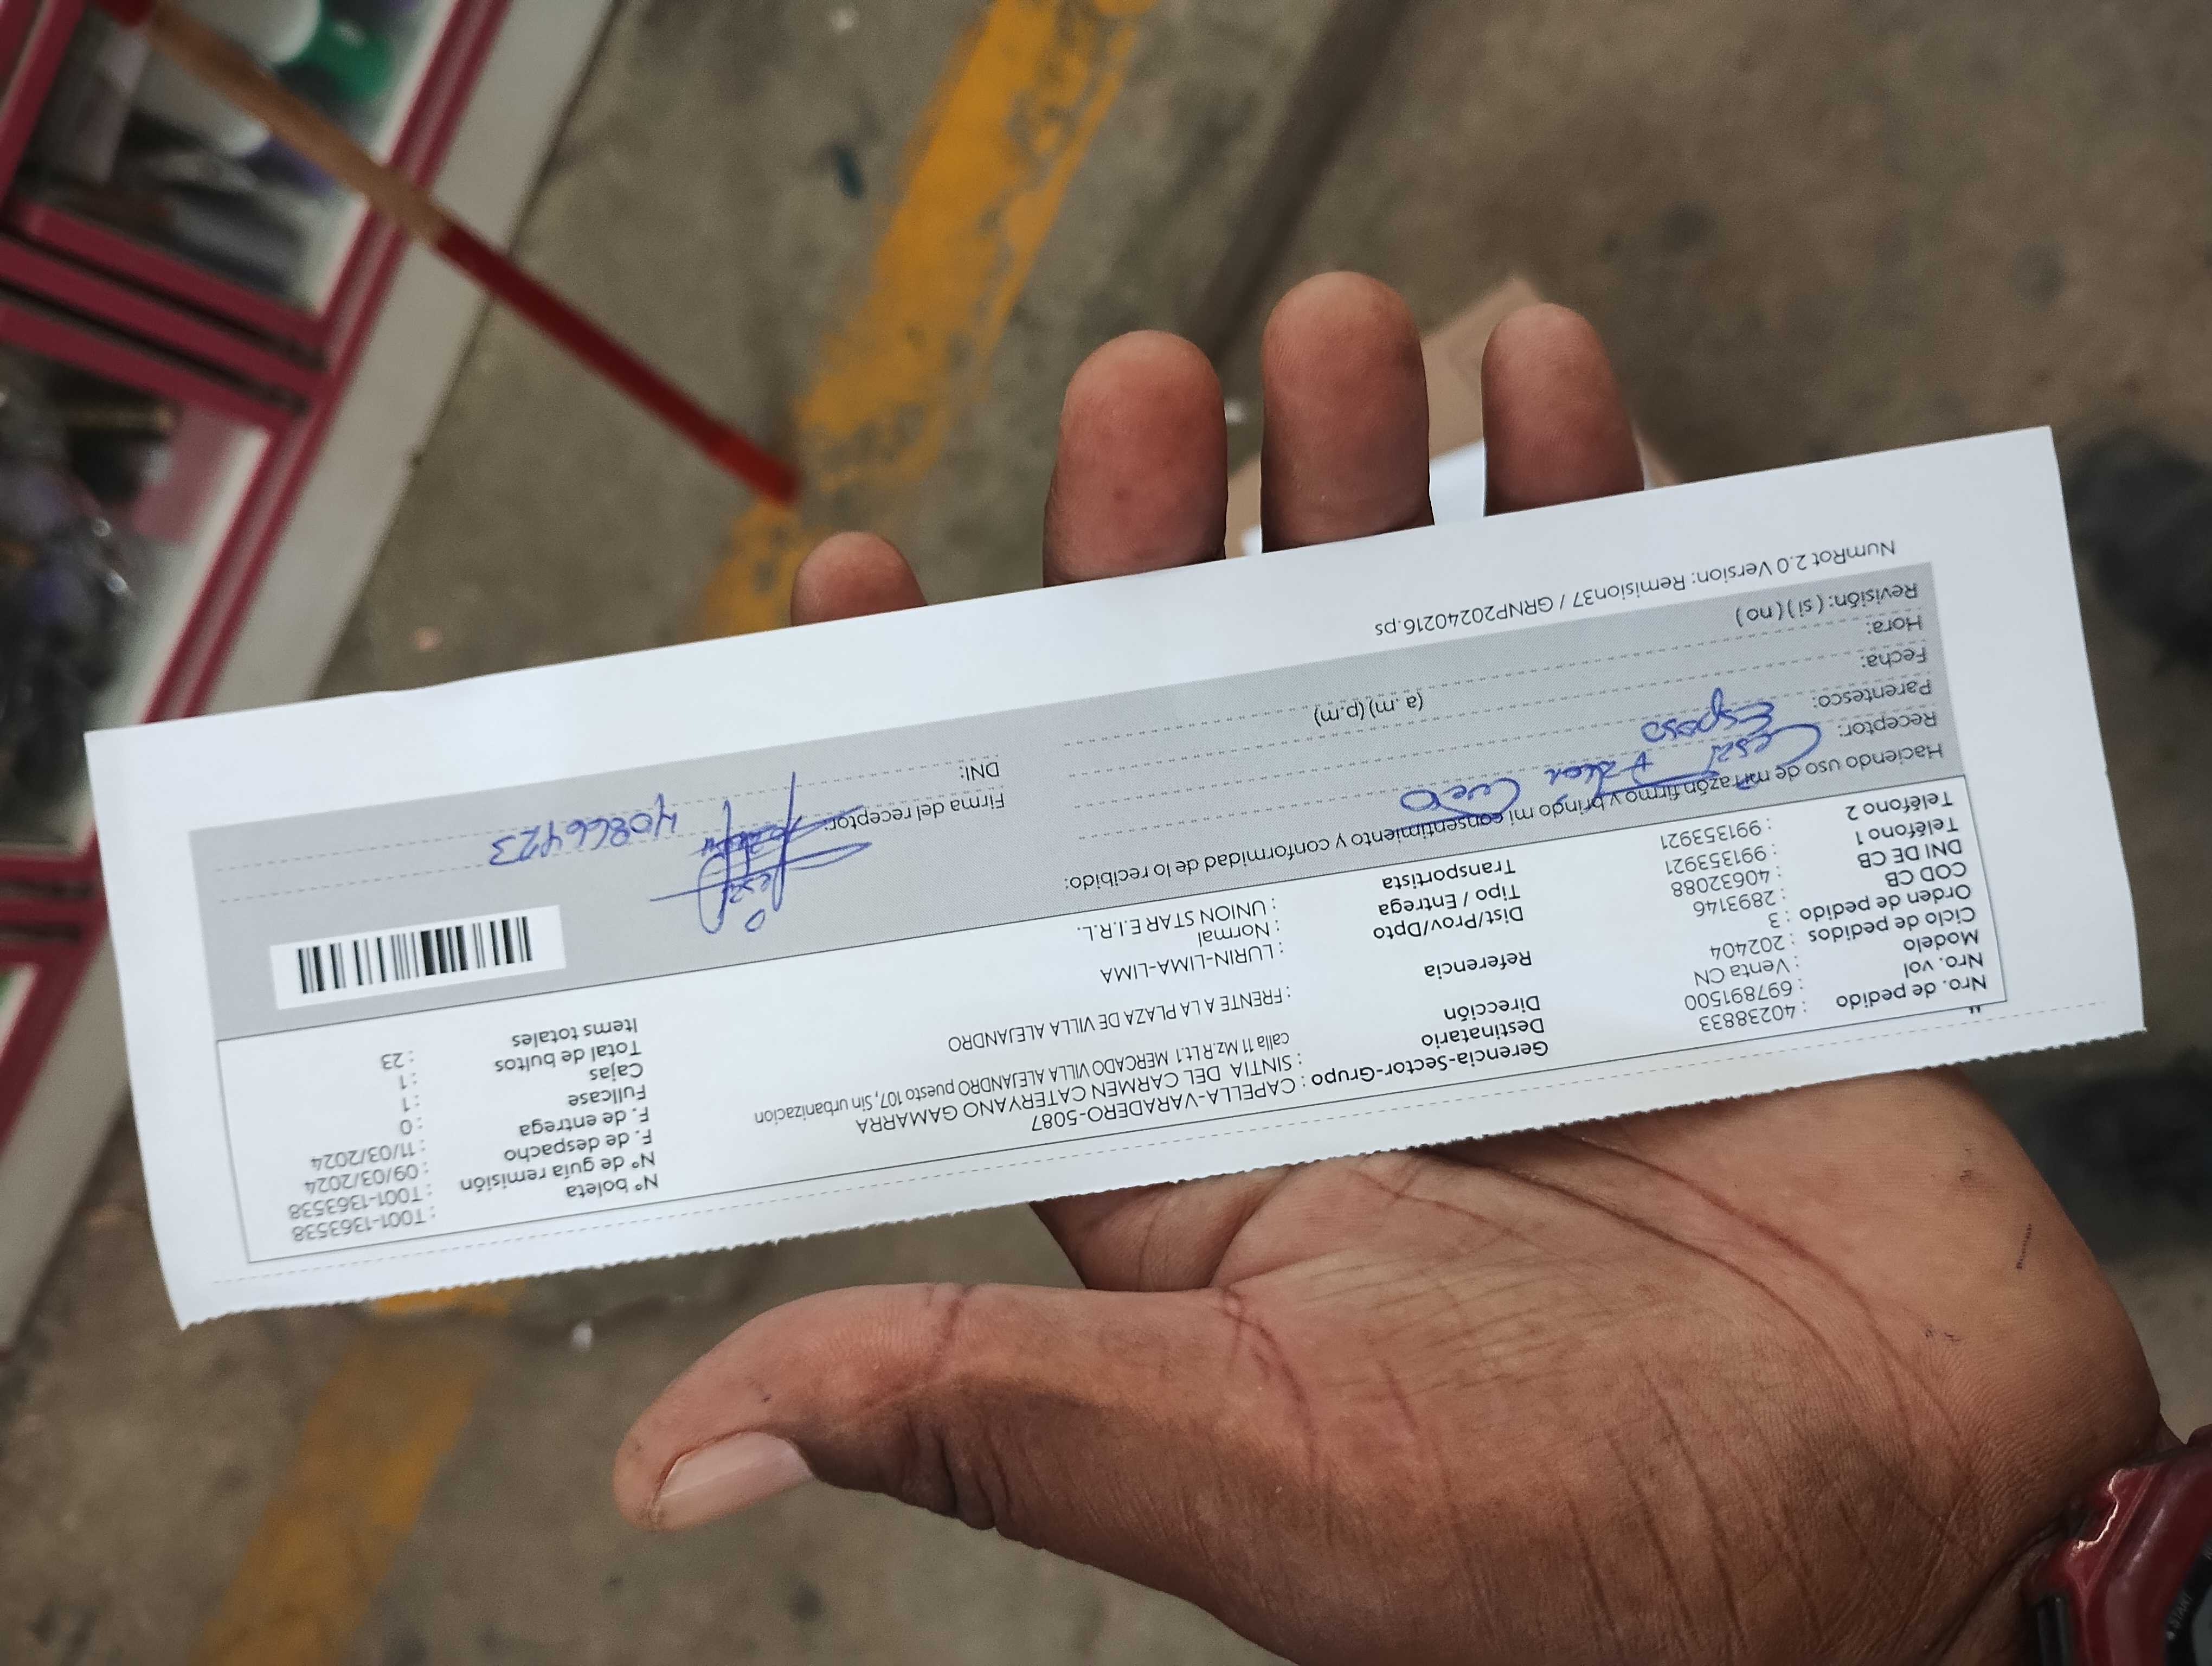 Nro. de pedido : 40238833
Nro. vol : 697891500
Modelo : Venta CN
Ciclo de pedidos : 202404
Orden de pedido : 3
COD CB : 2893146
DNI DE CB : 40632088
Teléfono 1 : 991353921
Teléfono 2 : 991353921
Gerencia-Sector-Grupo : CAPELLA-VARADERO-5087
Destinatario : SINTIA DEL CARMEN CATERYANO GAMARRA
Dirección calla 11 Mz.R Lt.1 MERCADO VILLA ALEJANDRO puesto 107, Sin urbanizacion
Referencia : FRENTE A LA PLAZA DE VILLA ALEJANDRO
Dist/Prov/Dpto : LURIN-LIMA-LIMA
Tipo / Entrega : Normal
Transportista : UNION STAR E.I.R.L.
N° boleta : T001-1363538
N° de guía remisión : T001-1363538
F. de despacho : 09/03/2024
F. de entrega : 11/03/2024
Fullcase : 0
Cajas : 1
Total de bultos : 1
Items totales : 23
Haciendo uso de mi razón firmo y brindo mi consentimiento y conformidad de lo recibido:
Receptor: Cesar Cueto
Parentesco: Esposo
Fecha:
Hora: (a. m) (p.m)
Revisión: ( si ) ( no )
Firma del receptor:
DNI: 40866423
NumRot 2.0 Version: Remision37 / GRNP20240216.ps
START